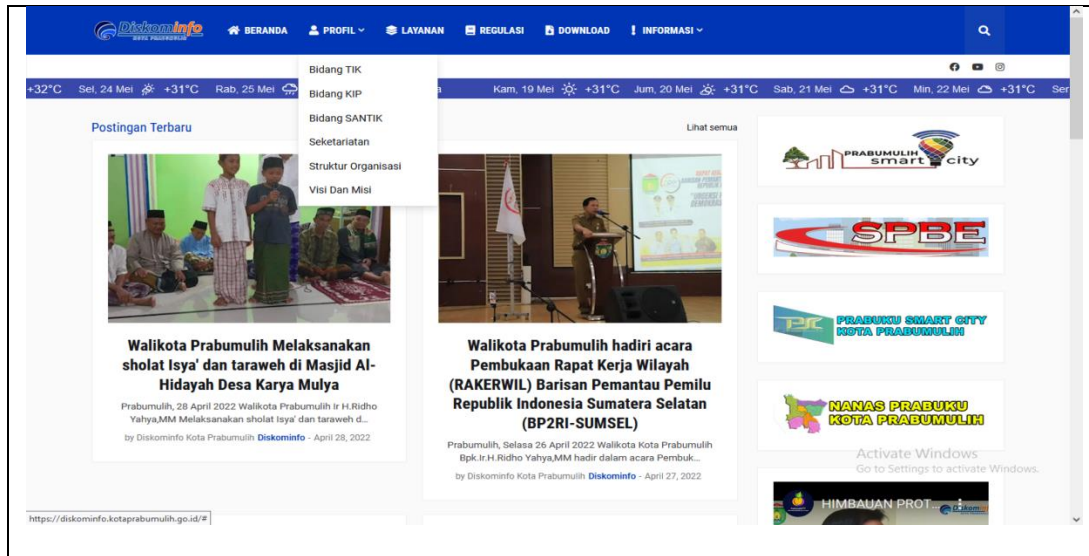 Diskominfo
KOTA PRABUMULIH
BERANDA
PROFIL
LAYANAN
REGULASI
DOWNLOAD
INFORMASI
Bidang TIK
Bidang KIP
Bidang SANTIK
Seketariatan
Struktur Organisasi
Visi Dan Misi
+32°C Sel, 24 Mei +31°C Rab, 25 Mei
Kam, 19 Mei +31°C Jum, 20 Mei +31°C Sab, 21 Mei +31°C Min, 22 Mei +31°C Ser
Postingan Terbaru
Lihat semua
Walikota Prabumulih Melaksanakan
sholat Isya' dan taraweh di Masjid Al-
Hidayah Desa Karya
Mulya
Prabumulih, 28 April 2022 Walikota Prabumulih Ir H.Ridho
Yahya,MM Melaksanakan sholat Isya' dan taraweh d...
by Diskominfo Kota Prabumulih Diskominfo - April 28, 2022
Walikota Prabumulih hadiri acara
Pembukaan Rapat Kerja Wilayah
(RAKERWIL) Barisan Pemantau Pemilu
Republik Indonesia Sumatera Selatan
(BP2RI-SUMSEL)
Prabumulih, Selasa 26 April 2022 Walikota Kota Prabumulih
Bpk.Ir.H.Ridho Yahya,MM hadir dalam acara Pembuk...
by Diskominfo Kota Prabumulih Diskominfo - April 27, 2022
PRABUMULIH
smart city
SPBE
PSC
PRABUKU SMART CITY
KOTA PRABUMULIH
NANAS PRABUKU
KOTA PRABUMULIH
Activate Windows
Go to Settings to activate Windows.
HIMBAUAN PROT...
https://diskominfo.kotaprabumulih.go.id/#